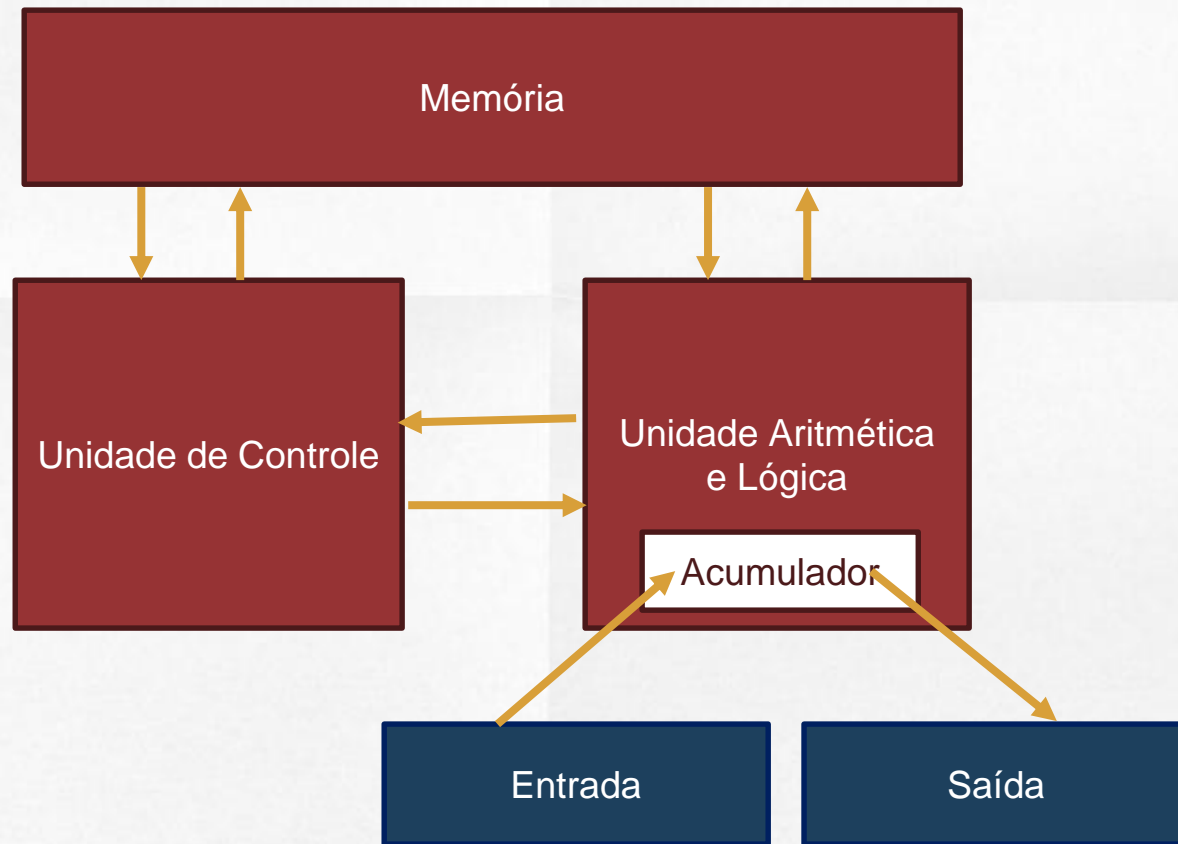 Memória
Unidade de Controle
Unidade Aritmética
e Lógica
Acumulador
Entrada
Saída